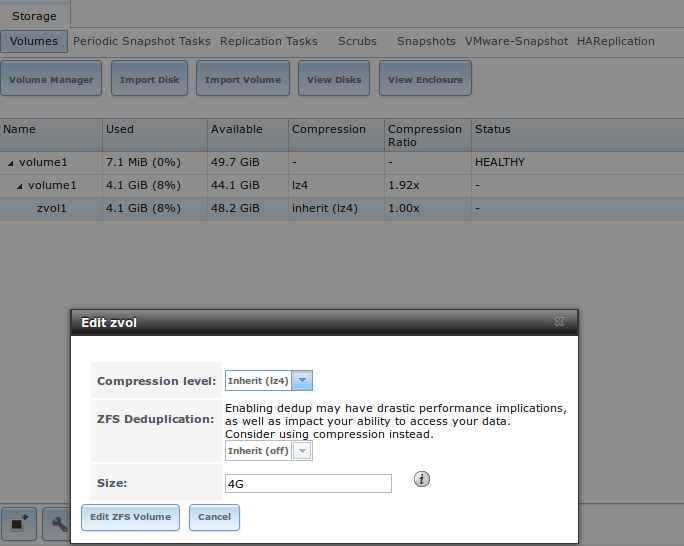 Storage
Volumes Periodic Snapshot Tasks Replication Tasks Scrubs Snapshots VMware-Snapshot HAReplication
Volume Manager Import Disk Import Volume View Disks View Enclosure
Name Used Available Compression Compression Ratio Status
volume1 7.1 MiB (0%) 49.7 GiB - - HEALTHY
volume1 4.1 GiB (8%) 44.1 GiB lz4 1.92x -
zvol1 4.1 GiB (8%) 48.2 GiB inherit (lz4) 1.00x -
Edit zvol
Compression level: Inherit (lz4)
ZFS Deduplication: Enabling dedup may have drastic performance implications,
as well as impact your ability to access your data.
Consider using compression instead.
Inherit (off)
Size: 4G
Edit ZFS Volume Cancel